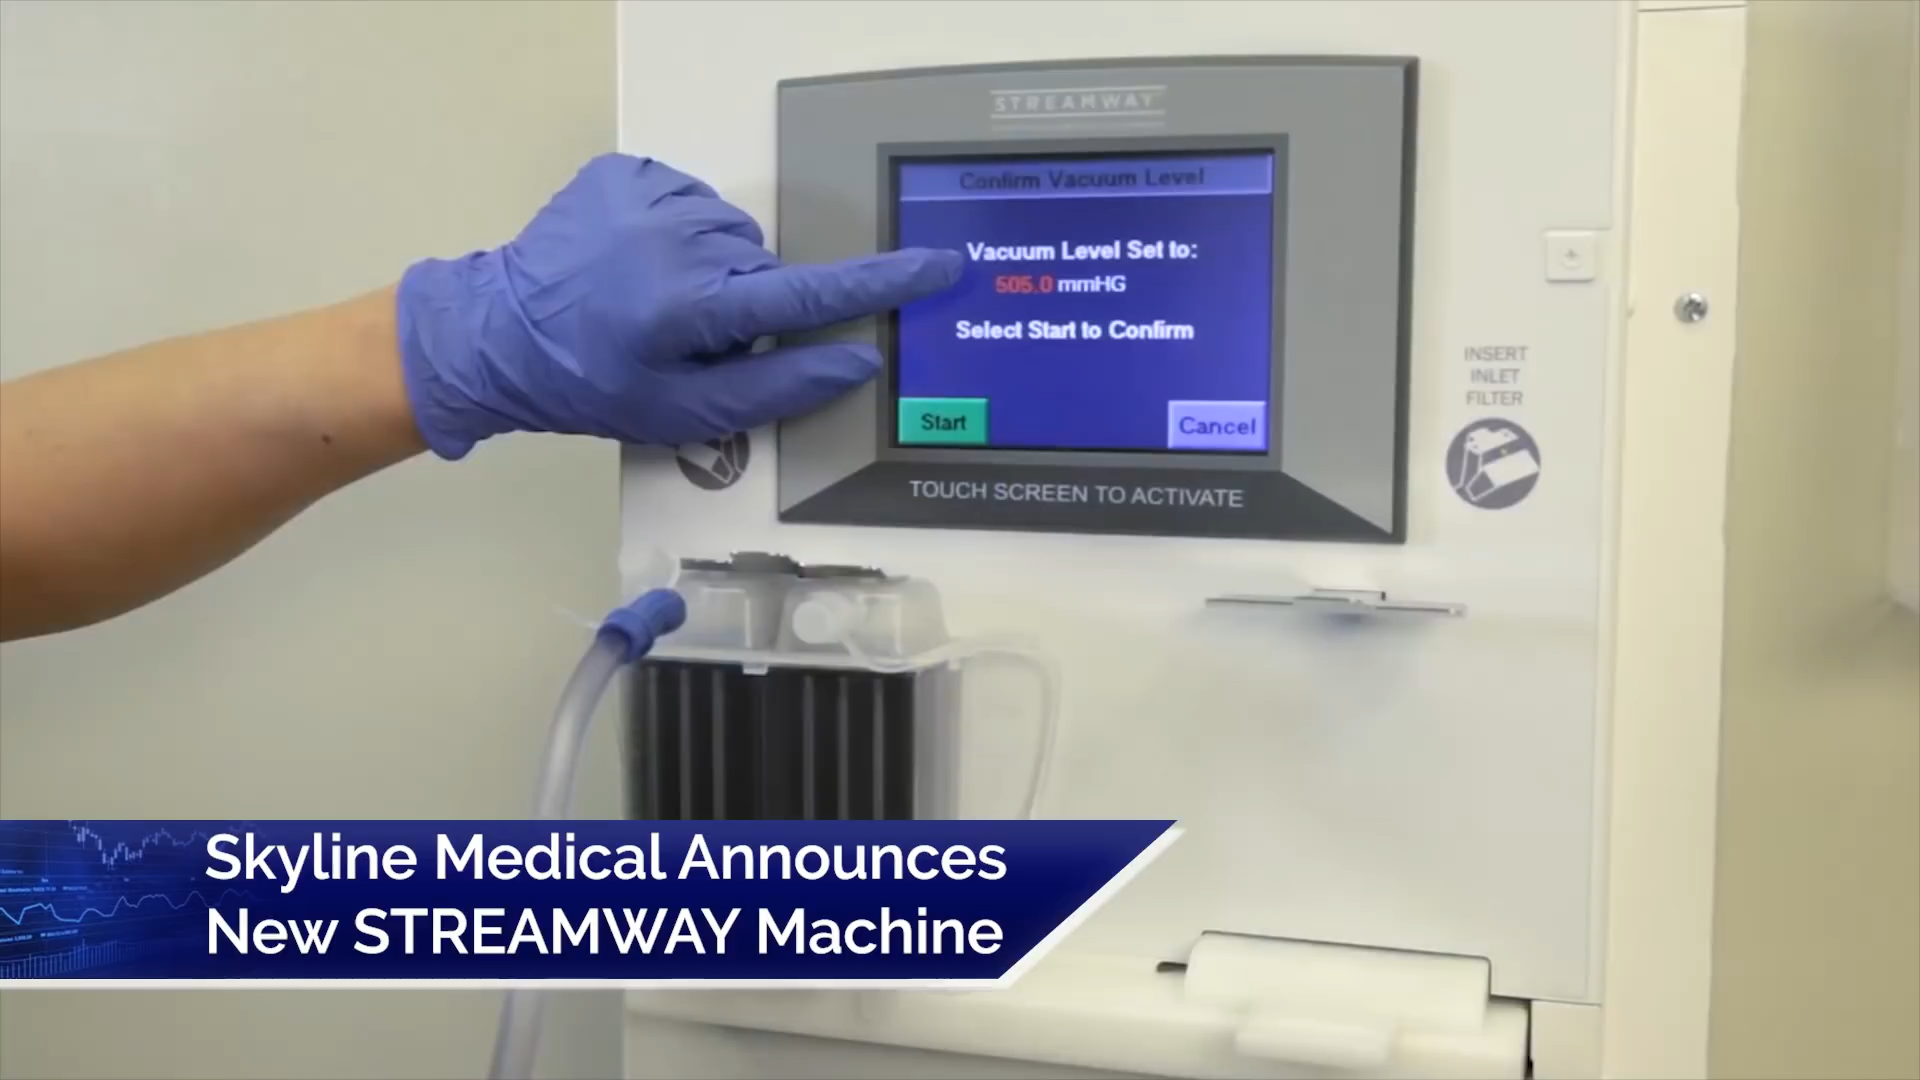 STREAMWAY
Confirm Vacuum Level
Vacuum Level Set to:
505.0 mmHG
Select Start to Confirm
Start
Cancel
TOUCH SCREEN TO ACTIVATE
INSERT
INLET
FILTER
Skyline Medical Announces
New STREAMWAY Machine